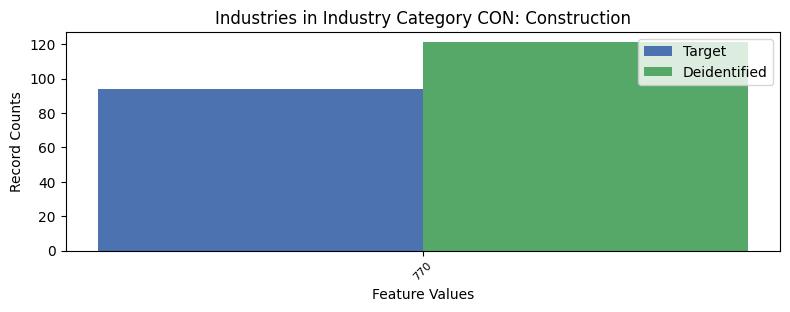 Industries in Industry Category CON: Construction
Target
Deidentified
Record Counts
120
100
80
60
40
20
0
770
Feature Values